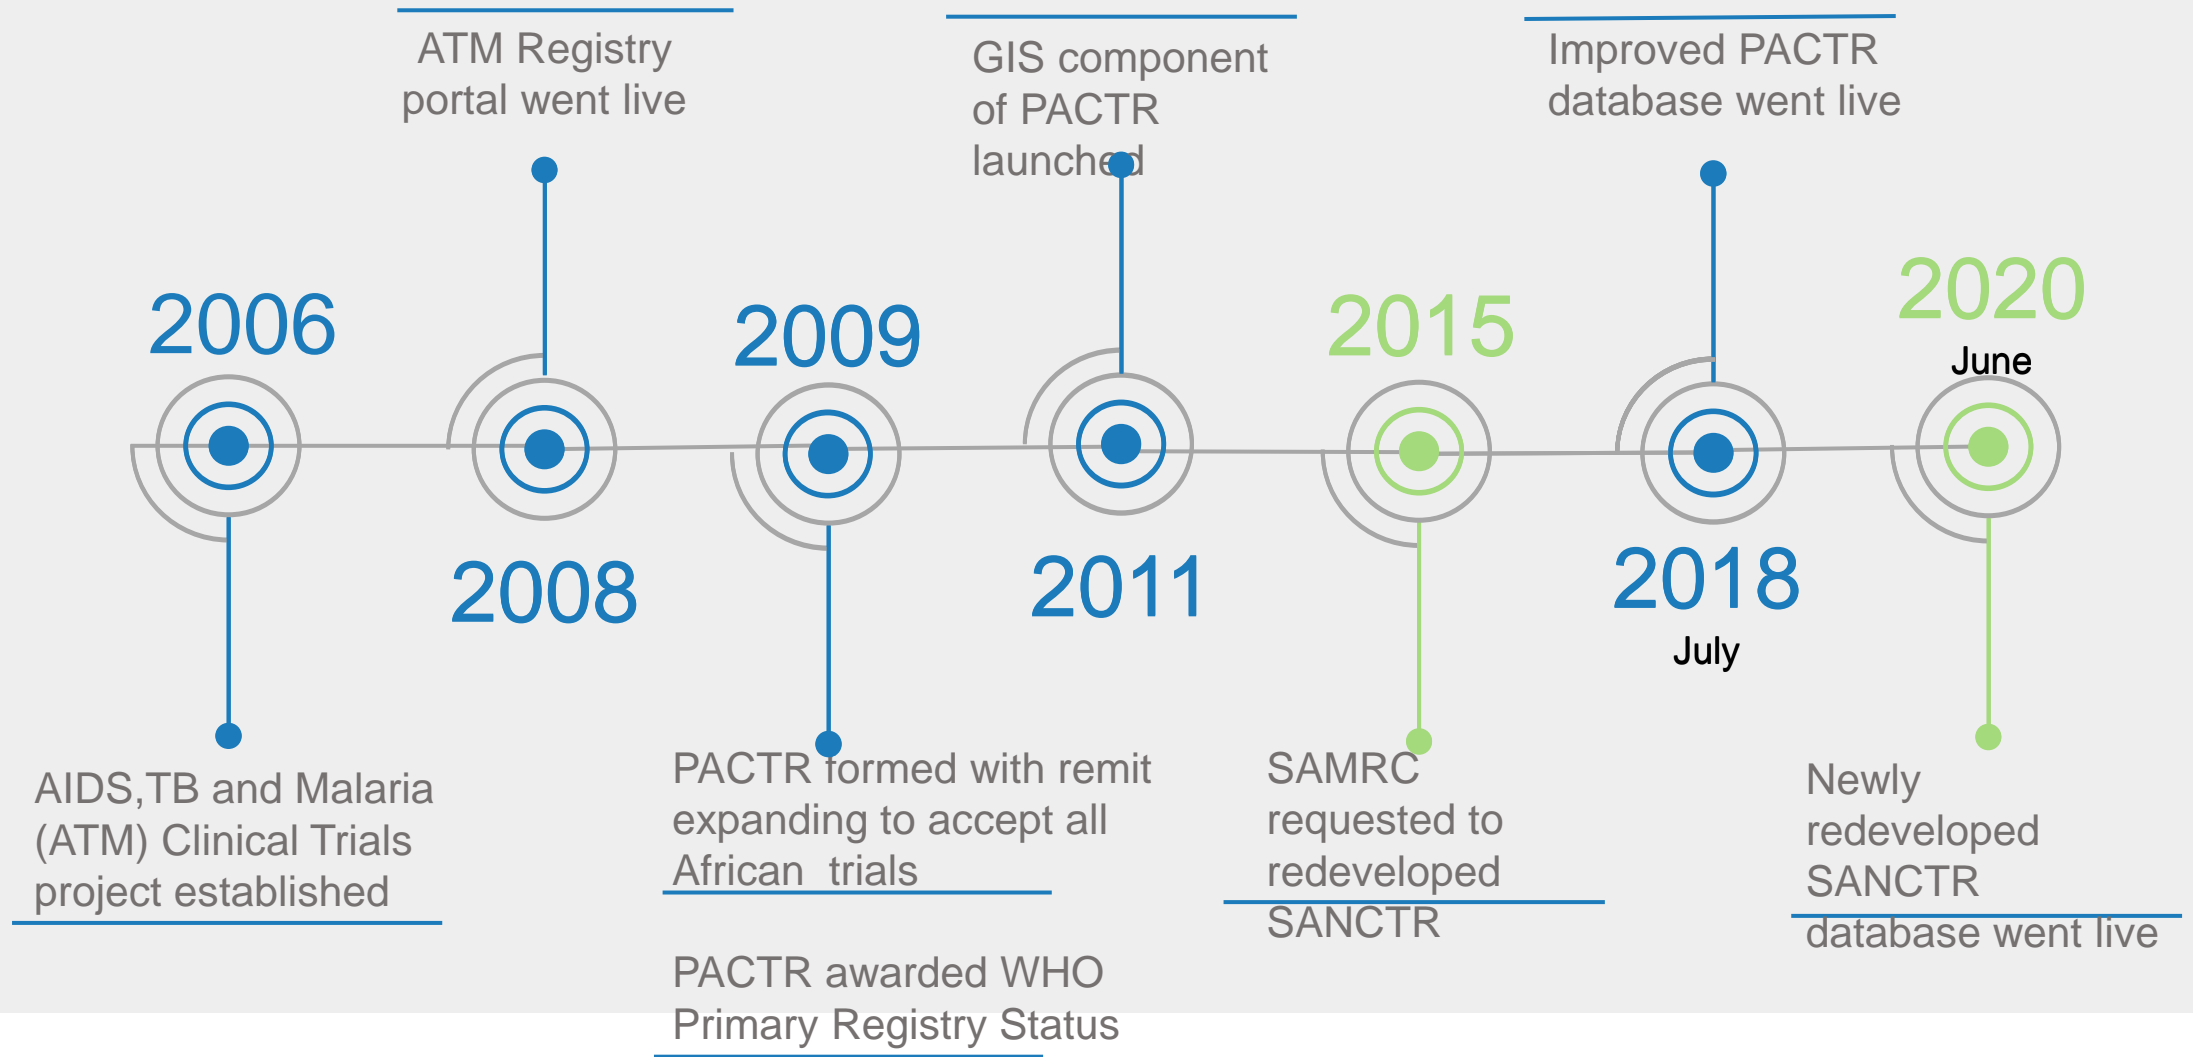 ATM Registry
portal went live
GIS component
of PACTR
launched
Improved PACTR
database went live
2006
2008
2009
2011
2015
2018
July
2020
June
AIDS,TB and Malaria
(ATM) Clinical Trials
project established
PACTR formed with remit
expanding to accept all
African  trials
PACTR awarded WHO
Primary Registry Status
SAMRC
requested to
redeveloped
SANCTR
Newly
redeveloped
SANCTR
database went live